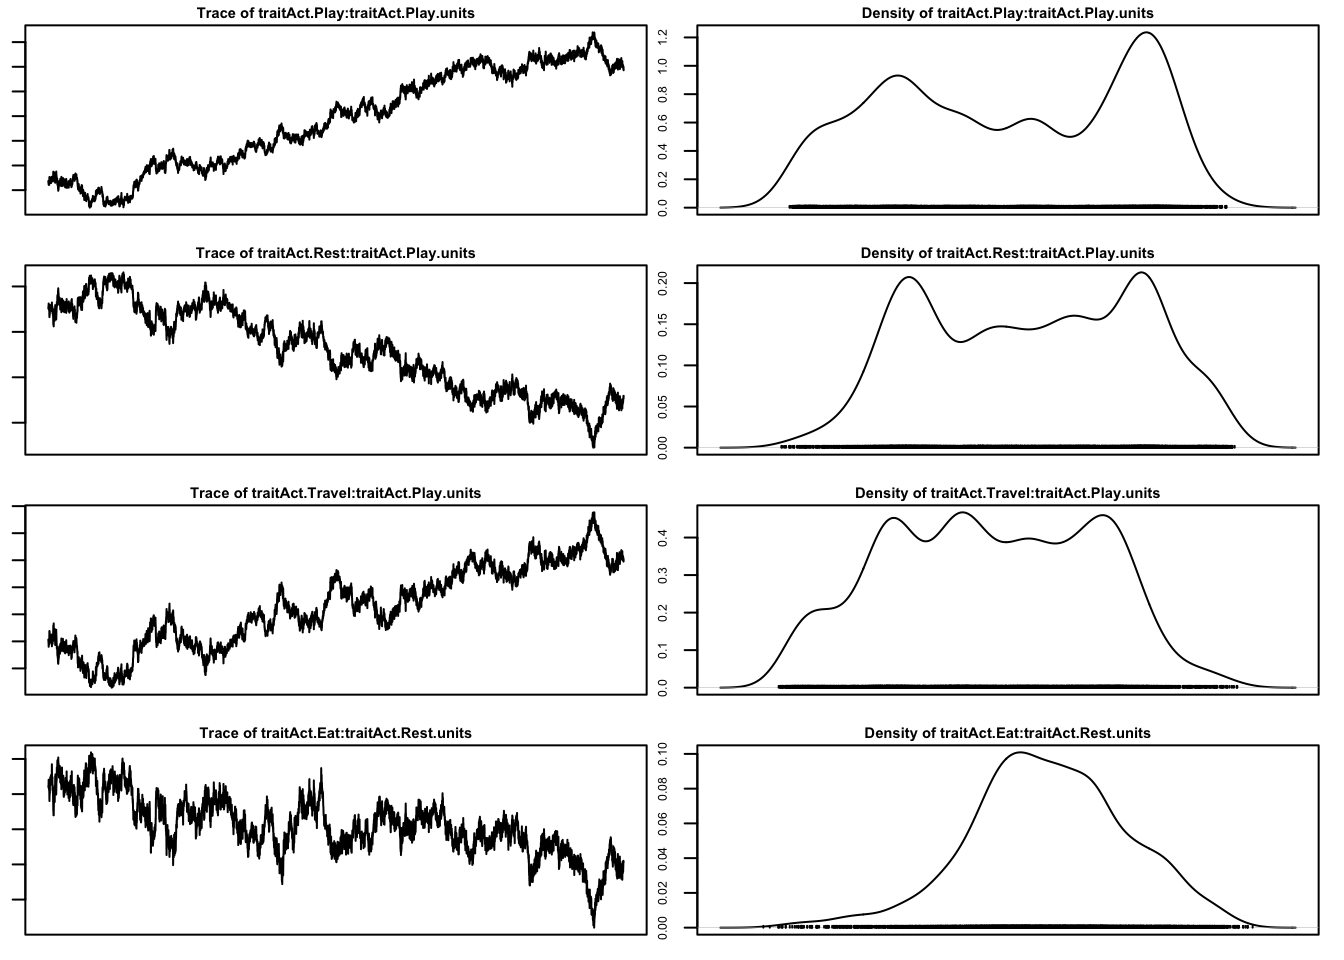 Trace of traitAct.Play:traitAct.Play.units
Density of traitAct.Play:traitAct.Play.units
0.0 0.2 0.4 0.6 0.8 1.0 1.2
Trace of traitAct.Rest:traitAct.Play.units
Density of traitAct.Rest:traitAct.Play.units
0.00 0.05 0.10 0.15 0.20
Trace of traitAct.Travel:traitAct.Play.units
Density of traitAct.Travel:traitAct.Play.units
0.0 0.1 0.2 0.3 0.4
Trace of traitAct.Eat:traitAct.Rest.units
Density of traitAct.Eat:traitAct.Rest.units
0.00 0.02 0.04 0.06 0.08 0.10